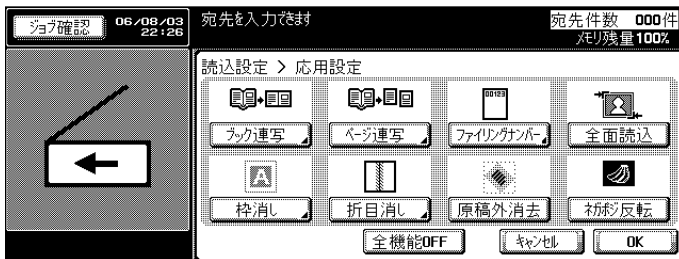 ジョブ確認
06/08/03
22:26
宛先を入力できます
宛先件数 000件
メモリ残量100%
読込設定 > 応用設定
00123
ブック連写
ページ連写
ファイリングナンバー
全面読込
A
枠消し
折目消し
原稿外消去
ネガポジ反転
全機能OFF
キャンセル
OK